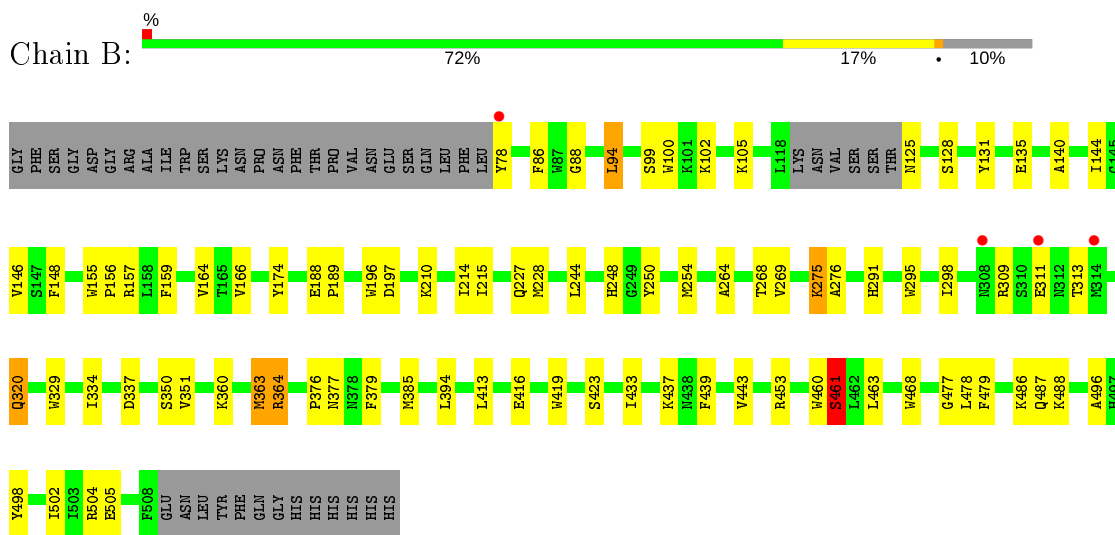 %
Chain B:
72% 17% • 10%
GLY PHE SER GLY ASP GLY ARG ALA ILE TRP SER LYS ASN PRO ASN PHE THR PRO VAL ASN GLU SER GLN LEU PHE LEU Y78 F86 W87 G88 L94 S99 W100 K101 K102 K105 L118 LYS ASN VAL SER SER THR N125 S128 Y131 E135 A140 I144 G145
V146 S147 F148 W155 P156 R157 L158 F159 V164 T165 V166 Y174 E188 P189 W196 D197 K210 I214 I215 Q227 M228 L244 H248 G249 Y250 M254 A264 T268 V269 K275 A276 H291 W295 I298 N308 R309 S310 E311 N312 T313 M314
Q320 W329 I334 D337 S350 V351 K360 M363 R364 P376 N377 N378 F379 M385 L394 L413 E416 W419 S423 I433 K437 N438 F439 V443 R453 W460 S461 L462 L463 W468 G477 L478 F479 K486 Q487 K488 A496 H497
Y498 I502 I503 R504 E505 F508 GLU ASN LEU TYR PHE GLN GLY HIS HIS HIS HIS HIS HIS